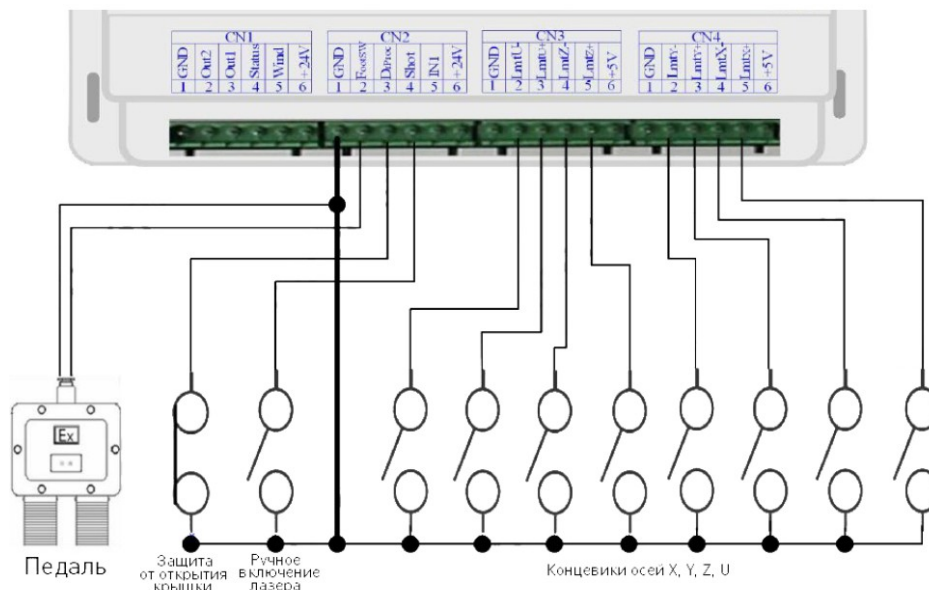 CN1
GND Out2 Out1 Status Wind +24V
1 2 3 4 5 6
CN2
GND FootSW DrProc Shot IN1 +24V
1 2 3 4 5 6
CN3
GND LmtU- LmtU+ LmtZ- LmtZ+ +5V
1 2 3 4 5 6
CN4
GND LmtY- LmtY+ LmtX- LmtX+ +5V
1 2 3 4 5 6
Ex
Педаль
Защита
от открытия
крышки
Ручное
включение
лазера
Концевики осей X, Y, Z, U